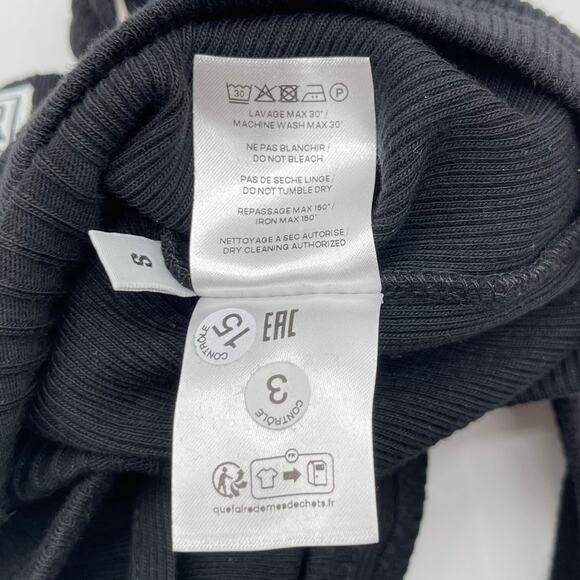 30
P
LAVAGE MAX 30°/
MACHINE WASH MAX 30°
NE PAS BLANCHIR /
DO NOT BLEACH
PAS DE SECHE LINGE /
DO NOT TUMBLE DRY
REPASSAGE MAX 150° /
IRON MAX 150°
NETTOYAGE A SEC AUTORISE /
DRY CLEANING AUTHORIZED
S
CONTRÔLE
15
EAC
3
CONTRÔLE
FR
quefairedemesdechets.fr